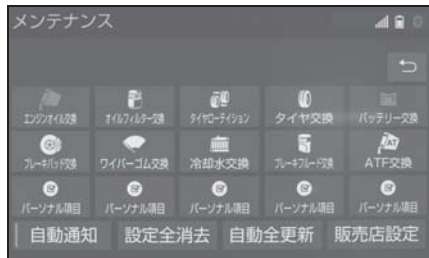 メンテナンス
エンジンオイル交換 オイルフィルター交換 タイヤローテイション タイヤ交換 バッテリー交換
ブレーキパッド交換 ワイパーゴム交換 冷却水交換 ブレーキフルード交換 ATF交換
パーソナル項目 パーソナル項目 パーソナル項目 パーソナル項目 パーソナル項目
自動通知 設定全消去 自動全更新 販売店設定